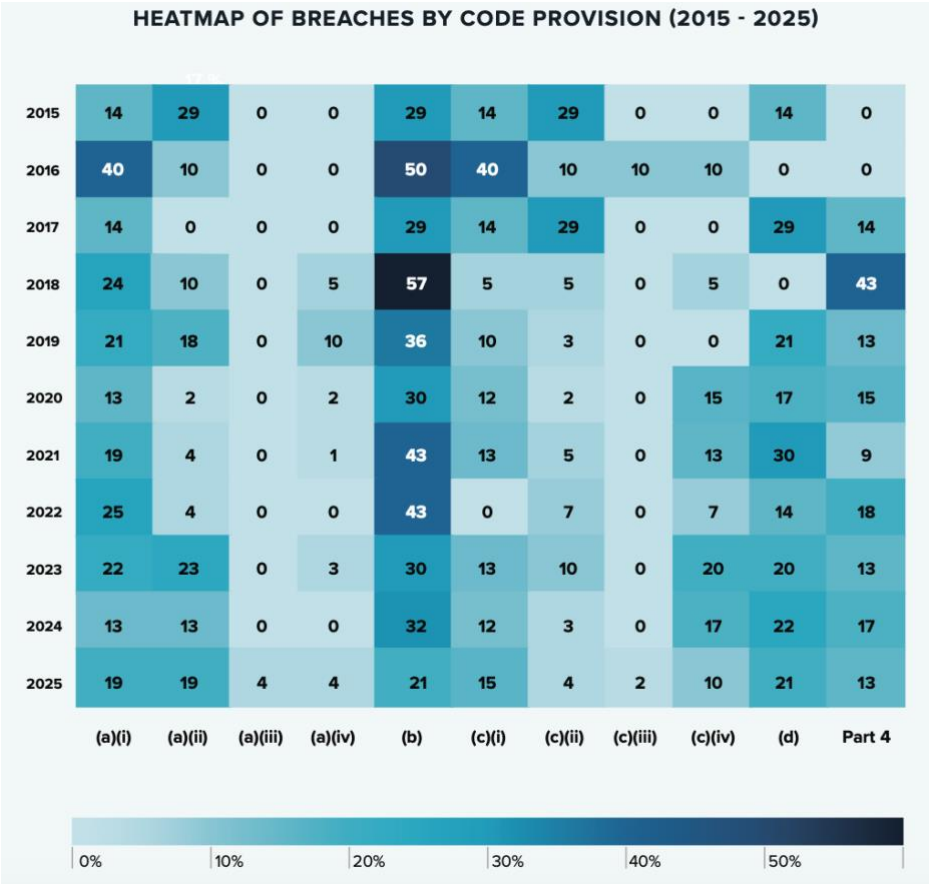 HEATMAP OF BREACHES BY CODE PROVISION (2015 - 2025)
17 %
2015 14 29 0 0 29 14 29 0 0 14 0
2016 40 10 0 0 50 40 10 10 10 0 0
2017 14 0 0 0 29 14 29 0 0 29 14
2018 24 10 0 5 57 5 5 0 5 0 43
2019 21 18 0 10 36 10 3 0 0 21 13
2020 13 2 0 2 30 12 2 0 15 17 15
2021 19 4 0 1 43 13 5 0 13 30 9
2022 25 4 0 0 43 0 7 0 7 14 18
2023 22 23 0 3 30 13 10 0 20 20 13
2024 13 13 0 0 32 12 3 0 17 22 17
2025 19 19 4 4 21 15 4 2 10 21 13
(a)(i) (a)(ii) (a)(iii) (a)(iv) (b) (c)(i) (c)(ii) (c)(iii) (c)(iv) (d) Part 4
0% 10% 20% 30% 40% 50%